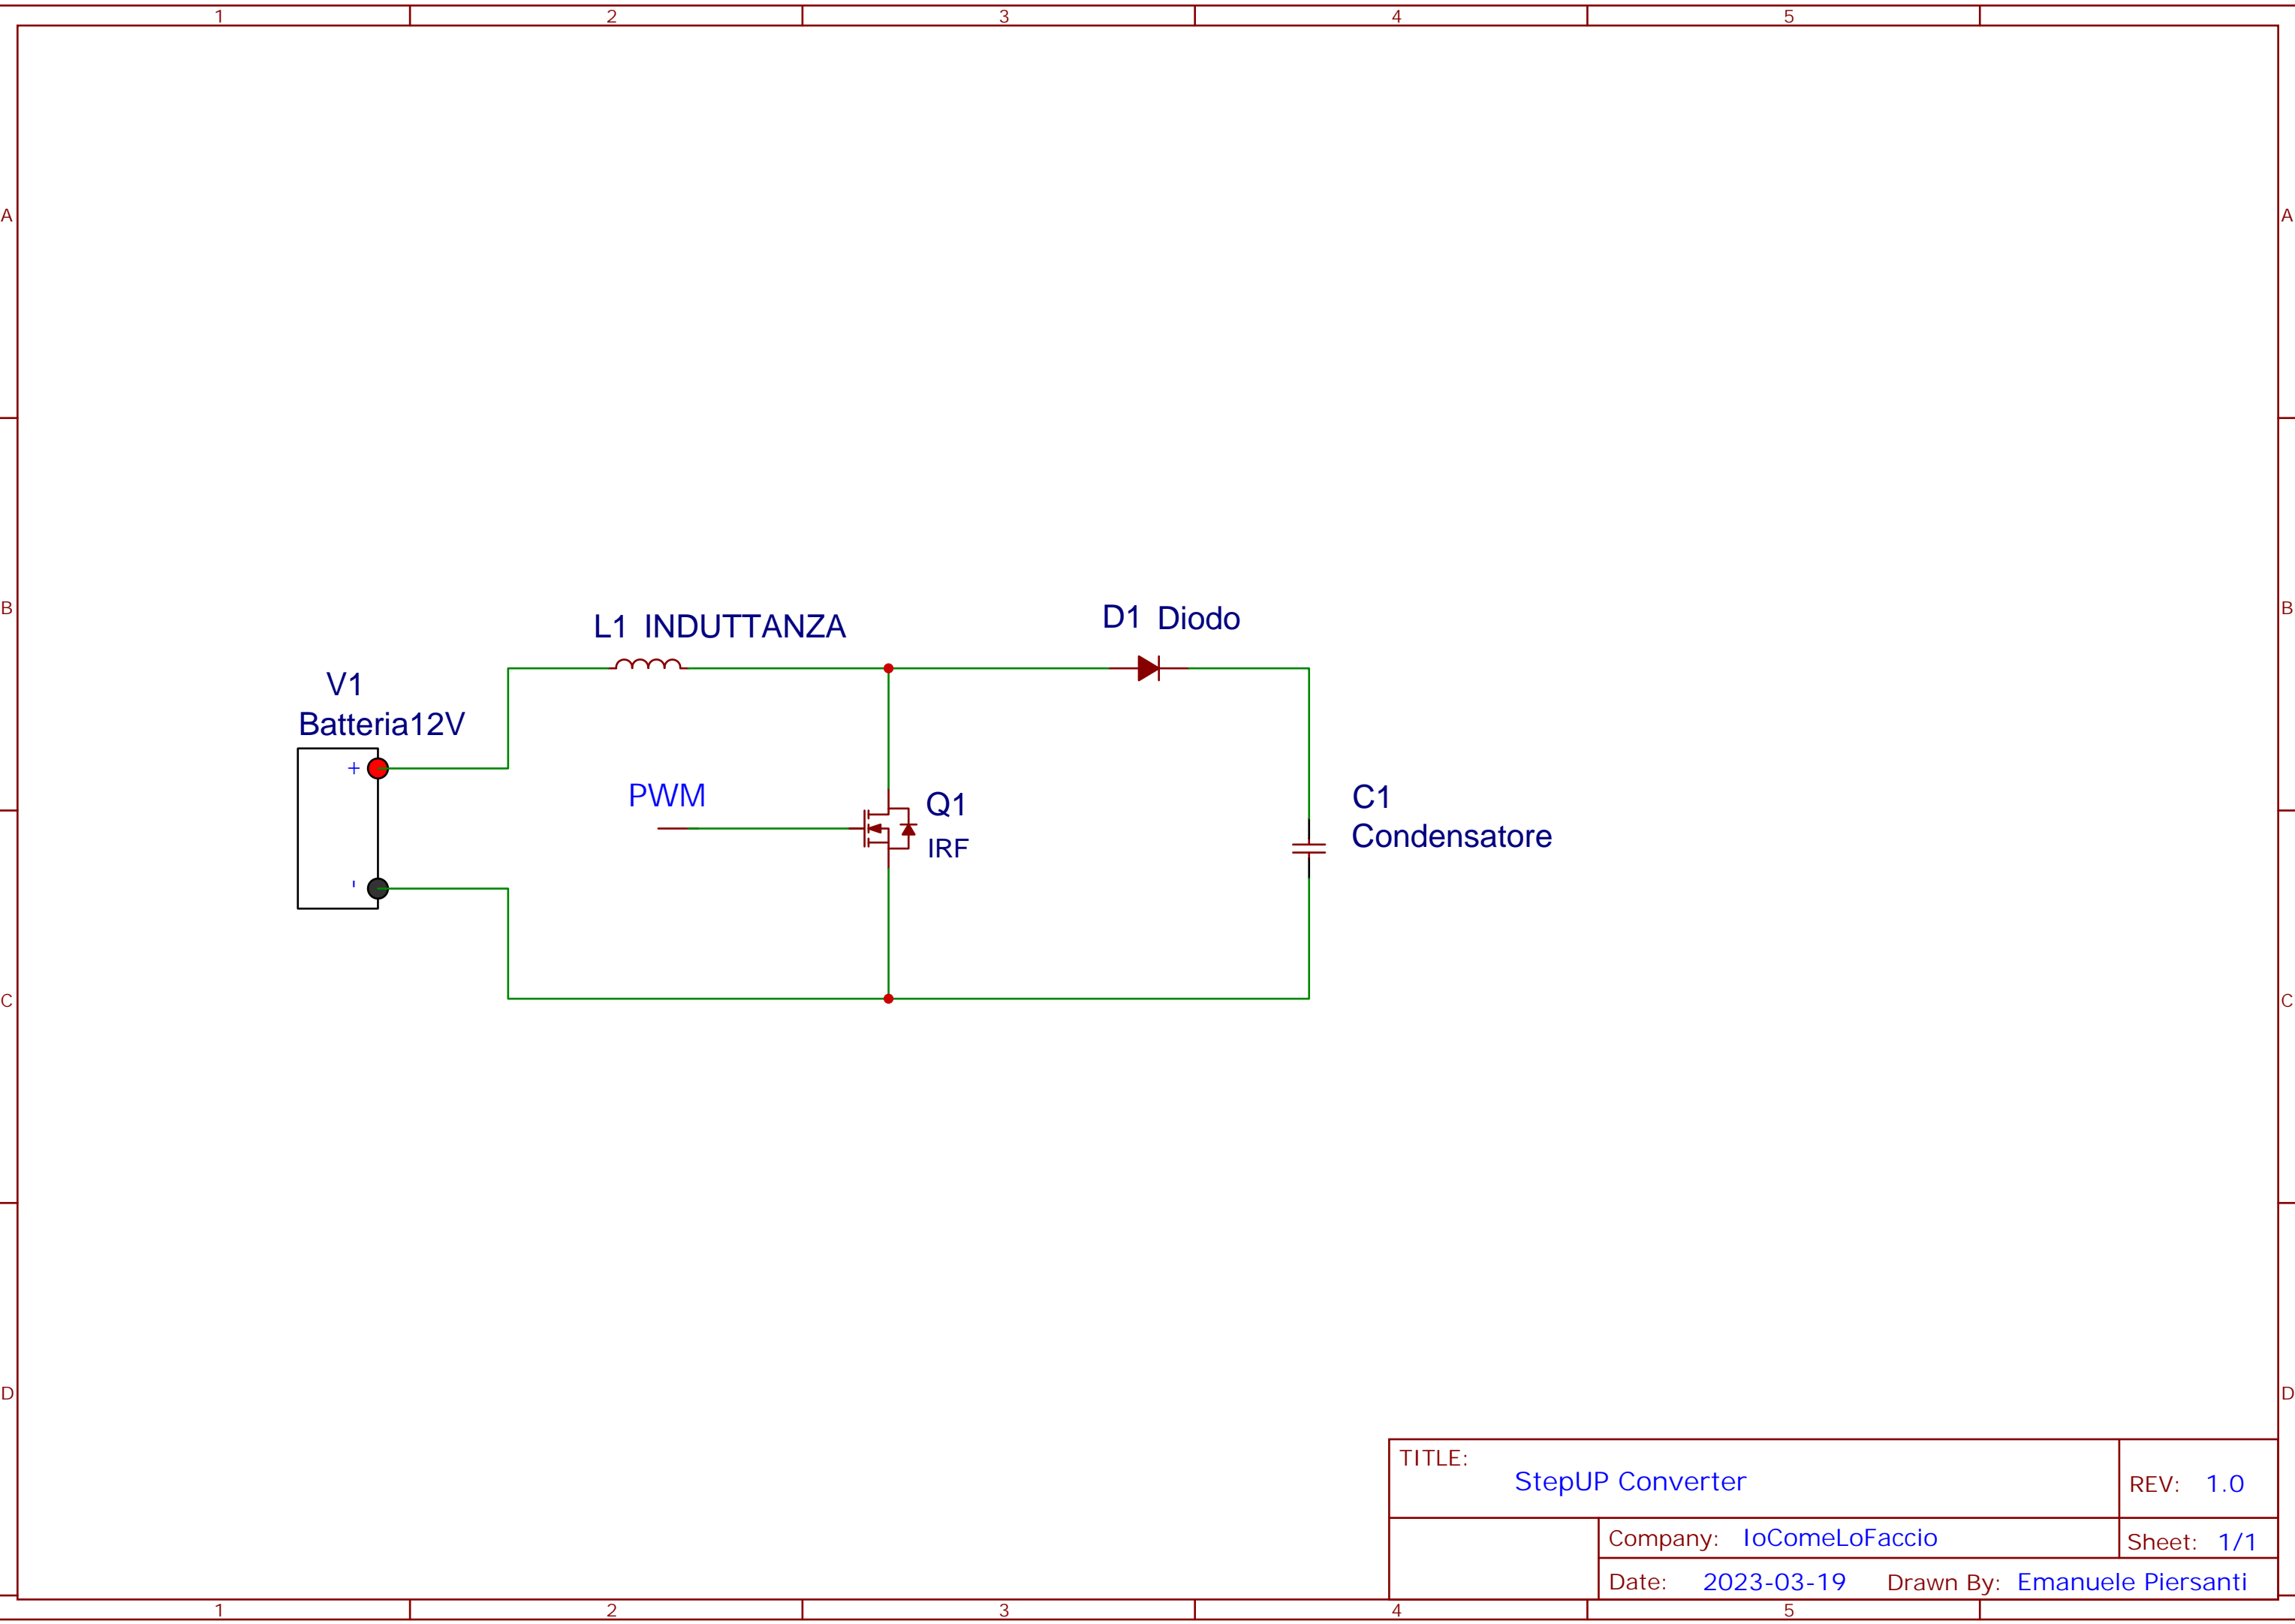 1 2 3 4 5
A A
L1 INDUTTANZA
D1 Diodo
B B
V1
Batteria12V
+
PWM
Q1
IRF
C1
Condensatore
-
C C
D D
TITLE:
StepUP Converter
REV: 1.0
Company: IoComeLoFaccio
Sheet: 1/1
Date: 2023-03-19 Drawn By: Emanuele Piersanti
1 2 3 4 5